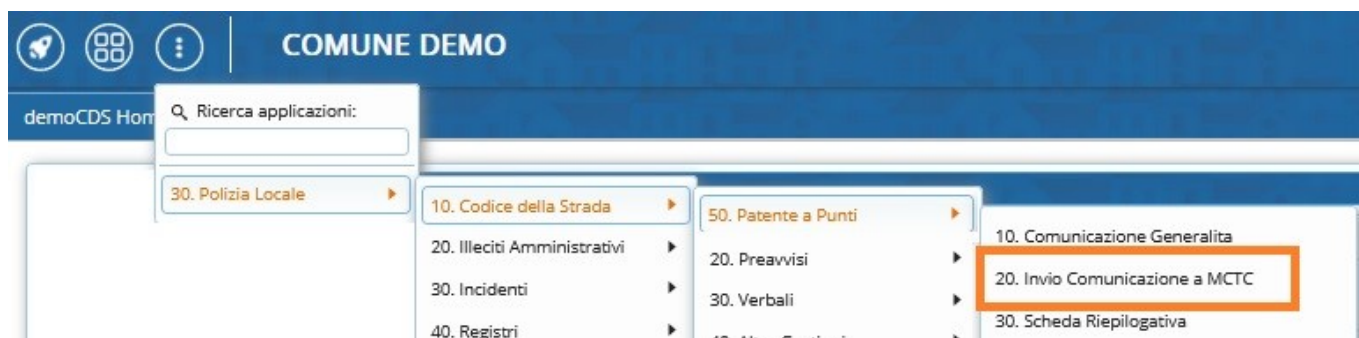 COMUNE DEMO
demoCDS Hom
Ricerca applicazioni:
30. Polizia Locale
10. Codice della Strada
20. Illeciti Amministrativi
30. Incidenti
40. Registri
50. Patente a Punti
20. Preavvisi
30. Verbali
10. Comunicazione Generalita
20. Invio Comunicazione a MCTC
30. Scheda Riepilogativa